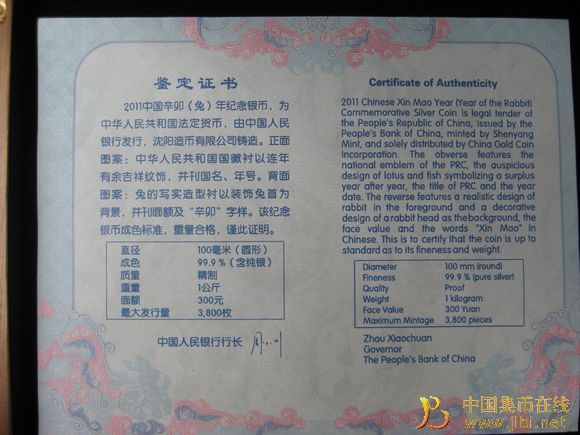 鉴定证书
2011中国辛卯（兔）年纪念银币，为
中华人民共和国法定货币，由中国人民
银行发行，沈阳造币有限公司铸造。正面
图案：中华人民共和国国徽衬以连年
有余吉祥纹饰，并刊国名、年号。背面
图案：兔的写实造型衬以装饰兔首为
背景，并刊面额及“辛卯”字样。该纪念
银币成色标准，重量合格，谨此证明。
直径 100毫米（圆形）
成色 99.9％（含纯银）
质量 精制
重量 1公斤
面额 300元
最大发行量 3,800枚
中国人民银行行长
Certificate of Authenticity
2011 Chinese Xin Mao Year (Year of the Rabbit)
Commemorative Silver Coin is legal tender of
the People's Republic of China, issued by the
People's Bank of China, minted by Shenyang
Mint, and solely distributed by China Gold Coin
Incorporation. The obverse features the
national emblem of the PRC, the auspicious
design of lotus and fish symbolizing a surplus
year after year, the title of PRC and the year
date. The reverse features a realistic design of
rabbit in the foreground and a decorative
design of a rabbit head as the background, the
face value and the words "Xin Mao" in
Chinese. This is to certify that the coin is up to
standard as to its fineness and weight.
Diameter 100 mm (round)
Fineness 99.9 % (pure silver)
Quality Proof
Weight 1 kilogram
Face Value 300 Yuan
Maximum Mintage 3,800 pieces
Zhou Xiaochuan
Governor
The People's Bank of China
中国集币在线
www.jibi.net